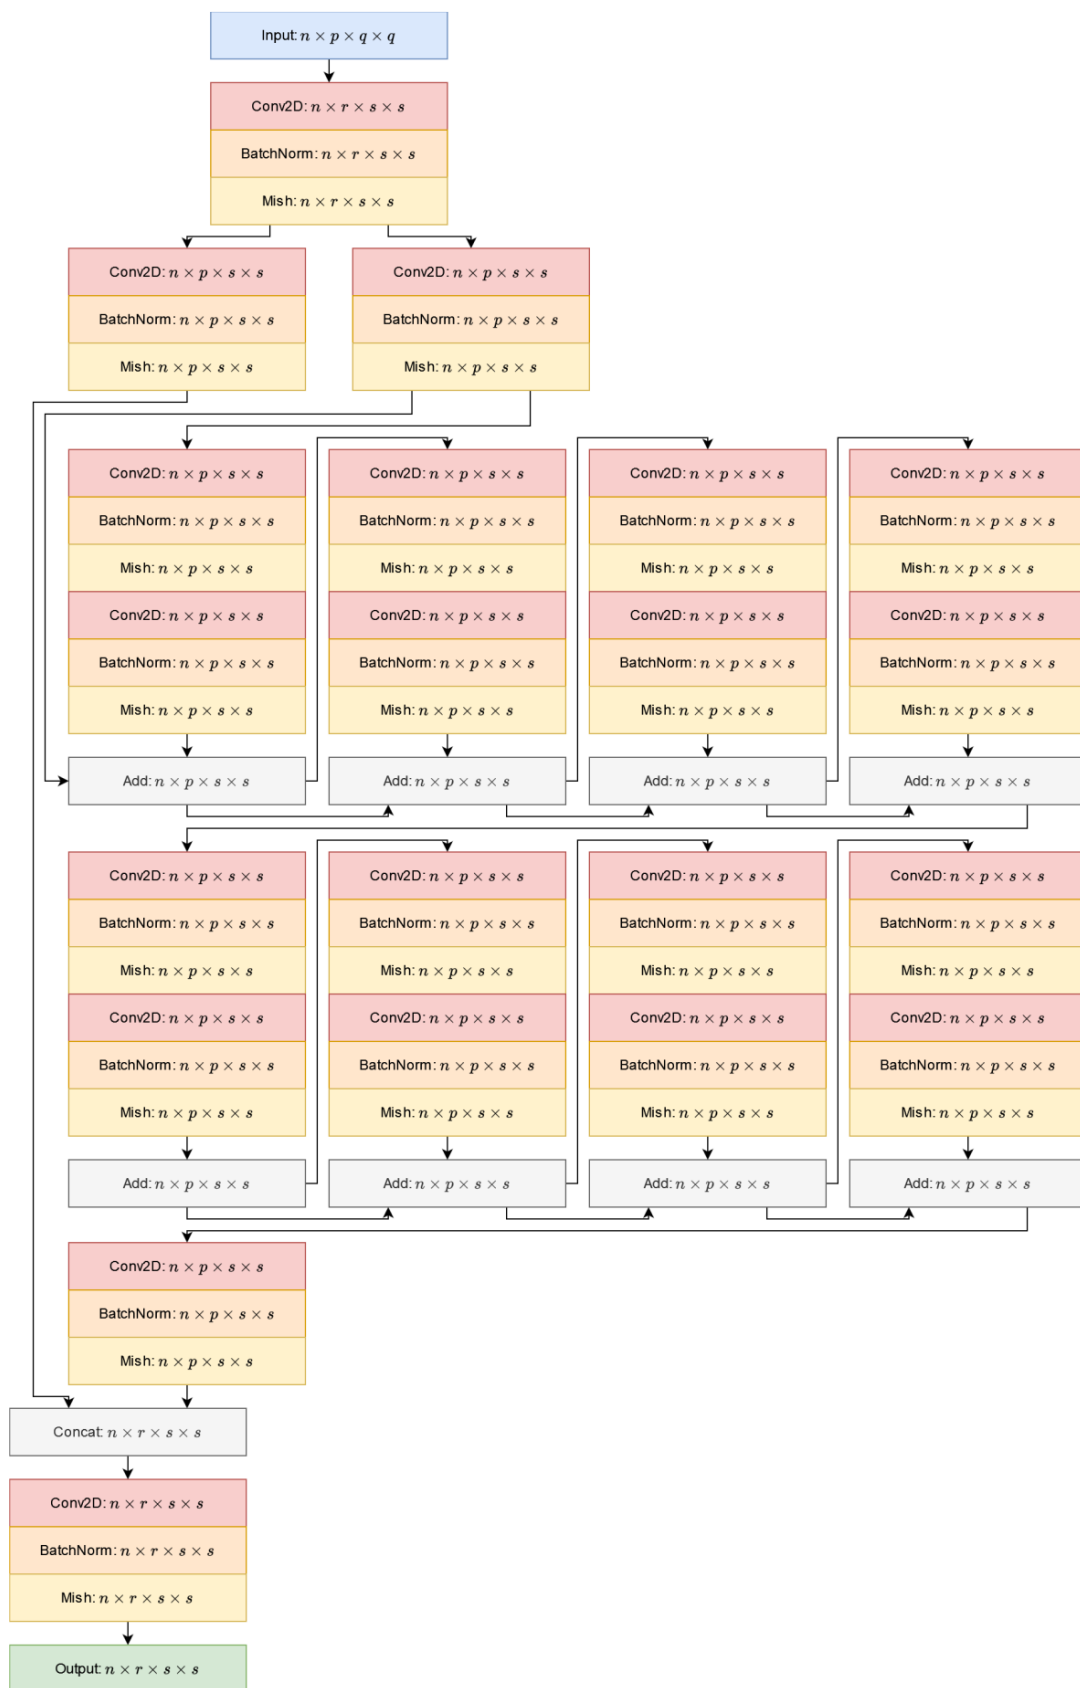 Input: n × p × q × q
Conv2D: n × r × s × s
BatchNorm: n × r × s × s
Mish: n × r × s × s
Conv2D: n × p × s × s
BatchNorm: n × p × s × s
Mish: n × p × s × s
Conv2D: n × p × s × s
BatchNorm: n × p × s × s
Mish: n × p × s × s
Conv2D: n × p × s × s
BatchNorm: n × p × s × s
Mish: n × p × s × s
Conv2D: n × p × s × s
BatchNorm: n × p × s × s
Mish: n × p × s × s
Add: n × p × s × s
Conv2D: n × p × s × s
BatchNorm: n × p × s × s
Mish: n × p × s × s
Conv2D: n × p × s × s
BatchNorm: n × p × s × s
Mish: n × p × s × s
Add: n × p × s × s
Conv2D: n × p × s × s
BatchNorm: n × p × s × s
Mish: n × p × s × s
Conv2D: n × p × s × s
BatchNorm: n × p × s × s
Mish: n × p × s × s
Add: n × p × s × s
Conv2D: n × p × s × s
BatchNorm: n × p × s × s
Mish: n × p × s × s
Conv2D: n × p × s × s
BatchNorm: n × p × s × s
Mish: n × p × s × s
Add: n × p × s × s
Conv2D: n × p × s × s
BatchNorm: n × p × s × s
Mish: n × p × s × s
Conv2D: n × p × s × s
BatchNorm: n × p × s × s
Mish: n × p × s × s
Add: n × p × s × s
Conv2D: n × p × s × s
BatchNorm: n × p × s × s
Mish: n × p × s × s
Conv2D: n × p × s × s
BatchNorm: n × p × s × s
Mish: n × p × s × s
Add: n × p × s × s
Conv2D: n × p × s × s
BatchNorm: n × p × s × s
Mish: n × p × s × s
Conv2D: n × p × s × s
BatchNorm: n × p × s × s
Mish: n × p × s × s
Add: n × p × s × s
Conv2D: n × p × s × s
BatchNorm: n × p × s × s
Mish: n × p × s × s
Conv2D: n × p × s × s
BatchNorm: n × p × s × s
Mish: n × p × s × s
Add: n × p × s × s
Conv2D: n × p × s × s
BatchNorm: n × p × s × s
Mish: n × p × s × s
Concat: n × r × s × s
Conv2D: n × r × s × s
BatchNorm: n × r × s × s
Mish: n × r × s × s
Output: n × r × s × s